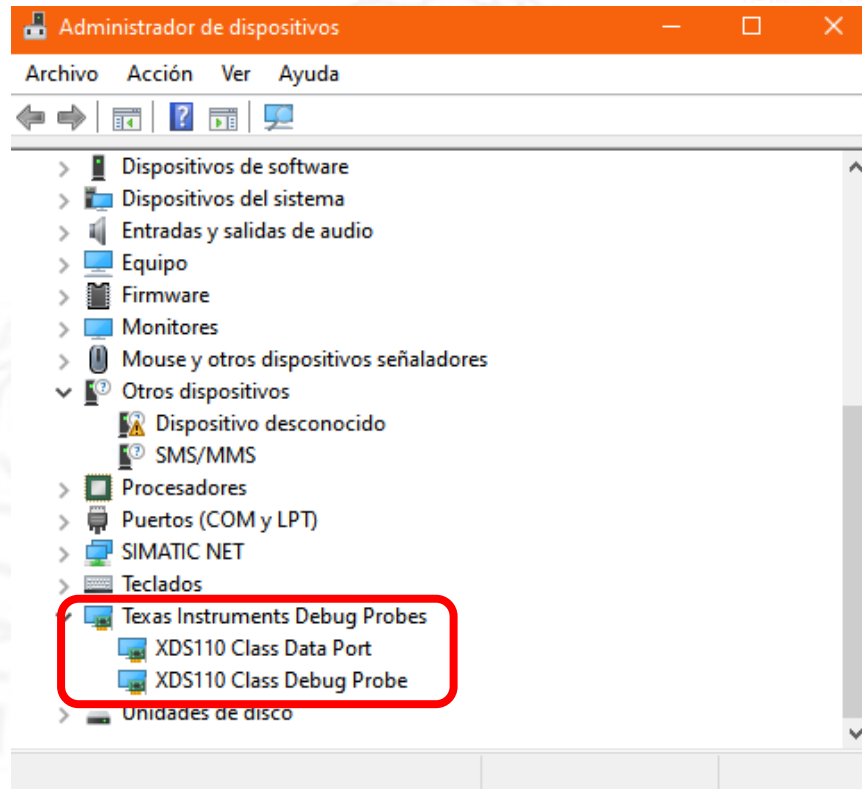 Administrador de dispositivos
Archivo Acción Ver Ayuda
Dispositivos de software
Dispositivos del sistema
Entradas y salidas de audio
Equipo
Firmware
Monitores
Mouse y otros dispositivos señaladores
Otros dispositivos
Dispositivo desconocido
SMS/MMS
Procesadores
Puertos (COM y LPT)
SIMATIC NET
Teclados
Texas Instruments Debug Probes
XDS110 Class Data Port
XDS110 Class Debug Probe
Unidades de disco